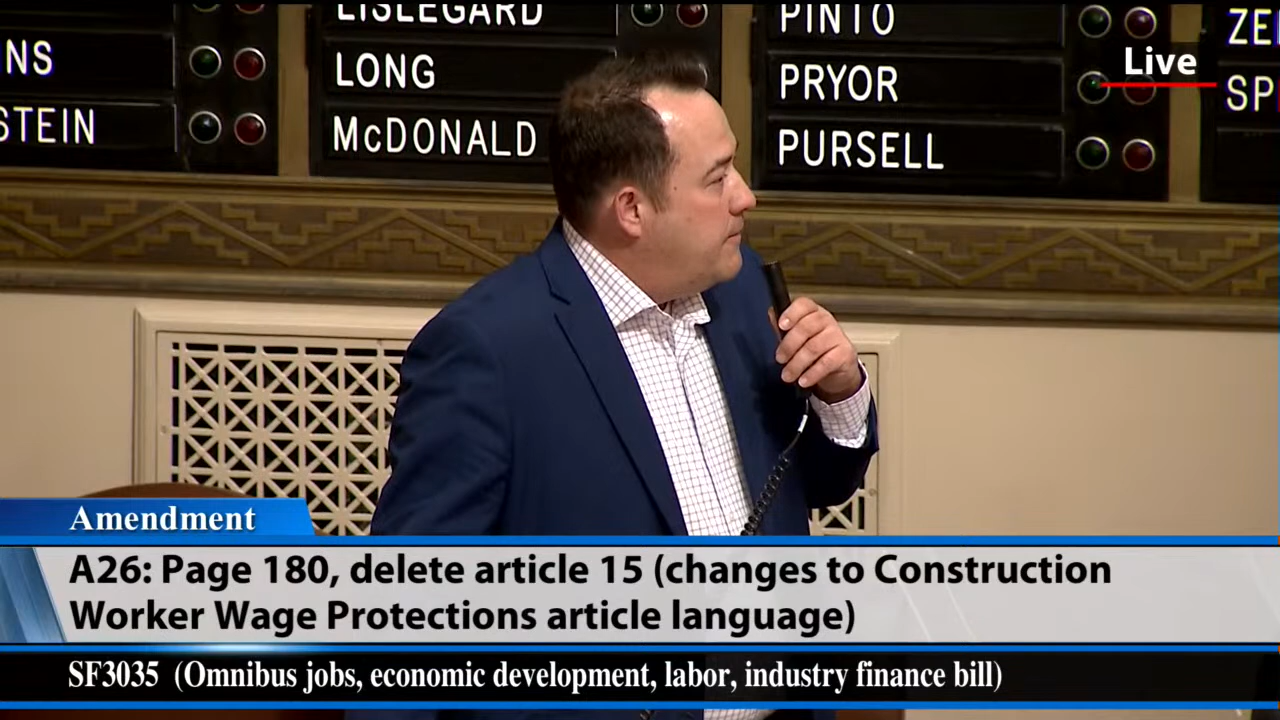 NS
STEIN
LISLEGARD
LONG
McDONALD
PINTO
PRYOR
PURSELL
ZE
SP
Live
Amendment
A26: Page 180, delete article 15 (changes to Construction
Worker Wage Protections article language)
SF3035 (Omnibus jobs, economic development, labor, industry finance bill)